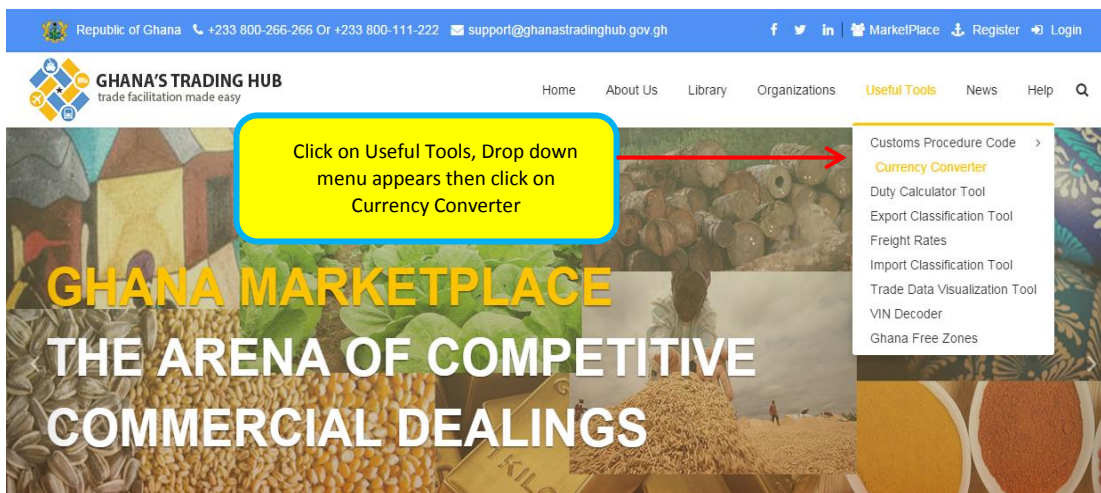 Republic of Ghana +233 800-266-266 Or +233 800-111-222 support@ghanastradinghub.gov.gh MarketPlace Register Login
GHANA'S TRADING HUB
trade facilitation made easy
Home About Us Library Organizations Useful Tools News Help
Click on Useful Tools, Drop down
menu appears then click on
Currency Converter
Customs Procedure Code
Currency Converter
Duty Calculator Tool
Export Classification Tool
Freight Rates
Import Classification Tool
Trade Data Visualization Tool
VIN Decoder
Ghana Free Zones
GHANA MARKETPLACE
THE ARENA OF COMPETITIVE
COMMERCIAL DEALINGS
1 KILO